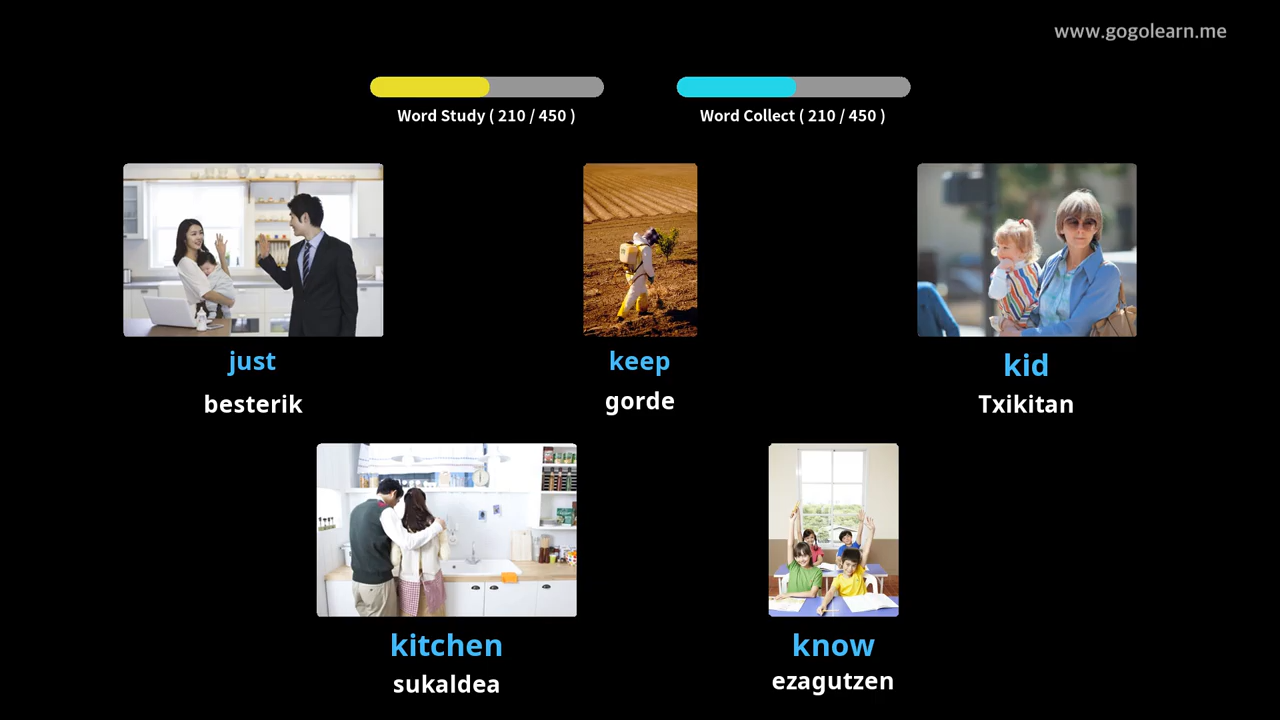 www.gogolearn.me
Word Study ( 210 / 450 )
Word Collect ( 210 / 450 )
just
besterik
keep
gorde
kid
Txikitan
kitchen
sukaldea
know
ezagutzen